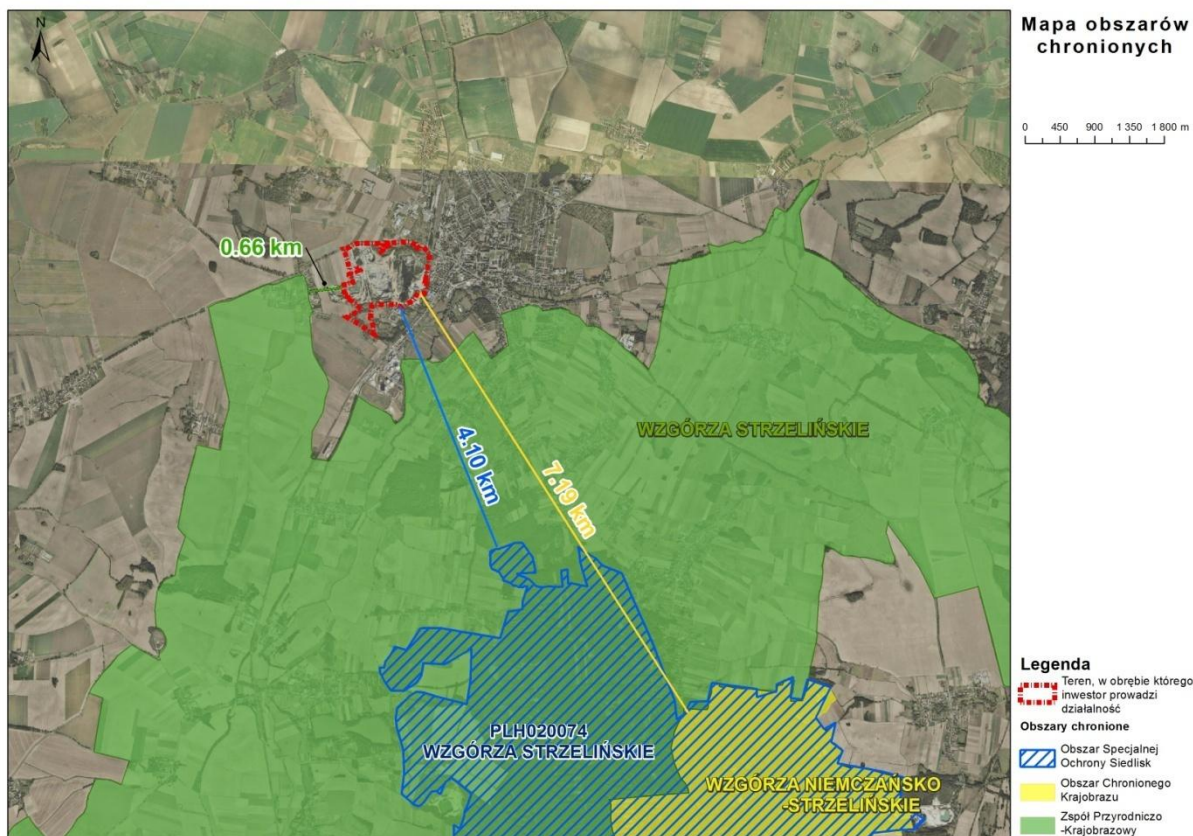 N
Mapa obszarów
chronionych
0 450 900 1 350 1 800 m
0.66 km
WZGÓRZA STRZELIŃSKIE
4.10 km
7.19 km
PLH020074
WZGÓRZA STRZELIŃSKIE
WZGÓRZA NIEMCZAŃSKO
-STRZELIŃSKIE
Legenda
Teren, w obrębie którego
inwestor prowadzi
działalność
Obszary chronione
Obszar Specjalnej
Ochrony Siedlisk
Obszar Chronionego
Krajobrazu
Zspół Przyrodniczo
-Krajobrazowy